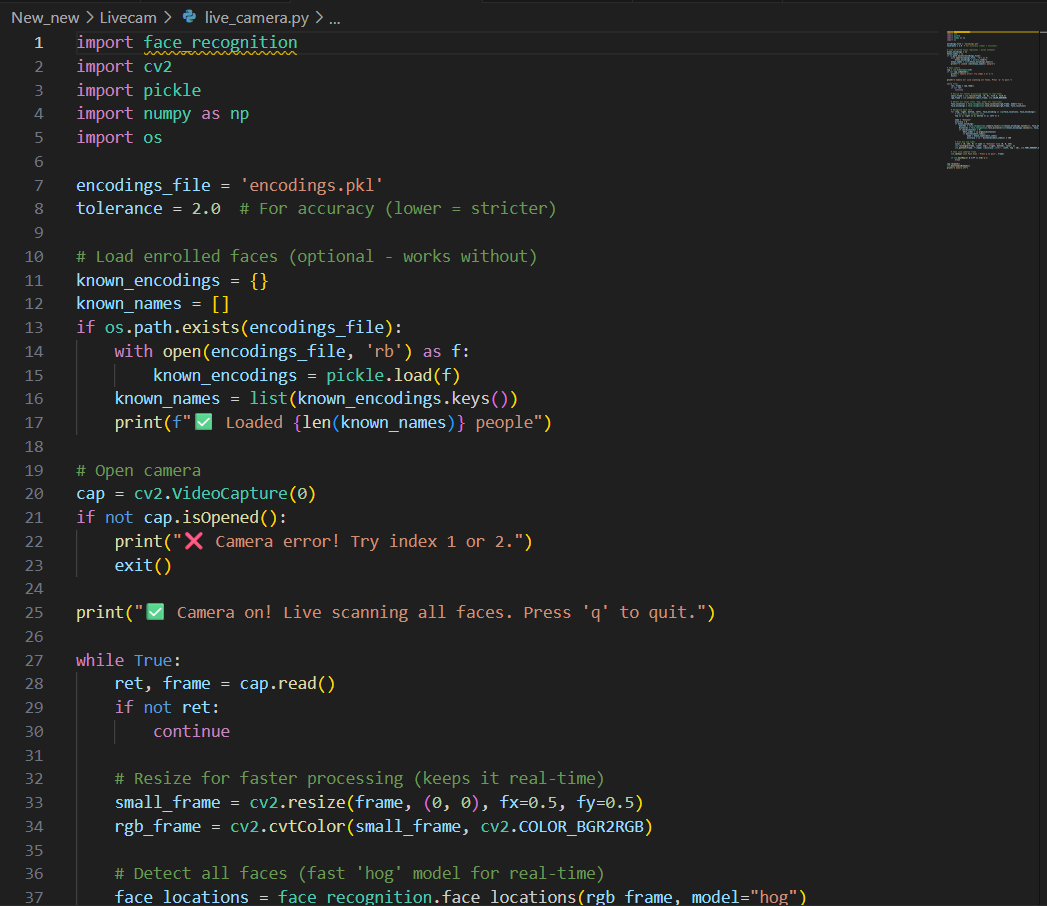 New_new > Livecam > live_camera.py > ...
1 import face_recognition
2 import cv2
3 import pickle
4 import numpy as np
5 import os
6
7 encodings_file = 'encodings.pkl'
8 tolerance = 2.0  # For accuracy (lower = stricter)
9
10 # Load enrolled faces (optional - works without)
11 known_encodings = {}
12 known_names = []
13 if os.path.exists(encodings_file):
14     with open(encodings_file, 'rb') as f:
15         known_encodings = pickle.load(f)
16     known_names = list(known_encodings.keys())
17     print(f"✅ Loaded {len(known_names)} people")
18
19 # Open camera
20 cap = cv2.VideoCapture(0)
21 if not cap.isOpened():
22     print("❌ Camera error! Try index 1 or 2.")
23     exit()
24
25 print("✅ Camera on! Live scanning all faces. Press 'q' to quit.")
26
27 while True:
28     ret, frame = cap.read()
29     if not ret:
30         continue
31
32     # Resize for faster processing (keeps it real-time)
33     small_frame = cv2.resize(frame, (0, 0), fx=0.5, fy=0.5)
34     rgb_frame = cv2.cvtColor(small_frame, cv2.COLOR_BGR2RGB)
35
36     # Detect all faces (fast 'hog' model for real-time)
37     face_locations = face_recognition.face_locations(rgb_frame, model="hog")